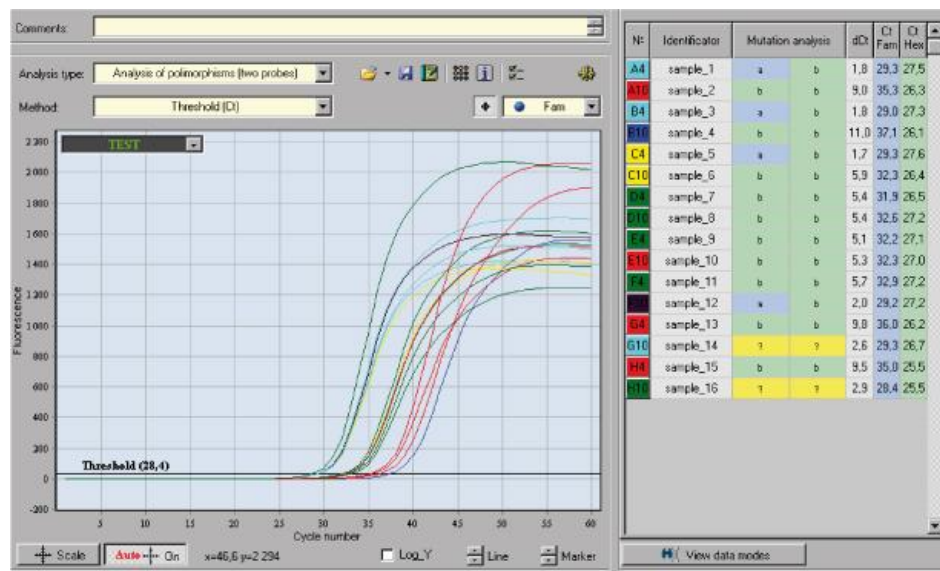 Comments:
Analysis type: Analysis of polimorphisms (two probes)
Method: Threshold (Ct) Fam
TEST
2 200
2 000
1 800
1 600
1 400
1 200
1 000
800
600
400
200
0
-200
Fluorescence
Threshold (28,4)
5 10 15 20 25 30 35 40 45 50 55 60
Cycle number
Scale Auto On x=46,6 y=2 294 Log_Y Line Marker
№ Identificator Mutation analysis dCt Ct Fam Ct Hex
A4 sample_1 a b 1,8 29,3 27,5
A10 sample_2 b b 9,0 35,3 26,3
B4 sample_3 a b 1,8 29,0 27,3
B10 sample_4 b b 11,0 37,1 26,1
C4 sample_5 a b 1,7 29,3 27,6
C10 sample_6 b b 5,9 32,3 26,4
D4 sample_7 b b 5,4 31,9 26,5
D10 sample_8 b b 5,4 32,6 27,2
E4 sample_9 b b 5,1 32,2 27,1
E10 sample_10 b b 5,3 32,3 27,0
F4 sample_11 b b 5,7 32,9 27,2
sample_12 a b 2,0 29,2 27,2
G4 sample_13 b b 9,8 36,0 26,2
G10 sample_14 ? ? 2,6 29,3 26,7
H4 sample_15 b b 9,5 35,0 25,5
H10 sample_16 ? ? 2,9 28,4 25,5
View data modes